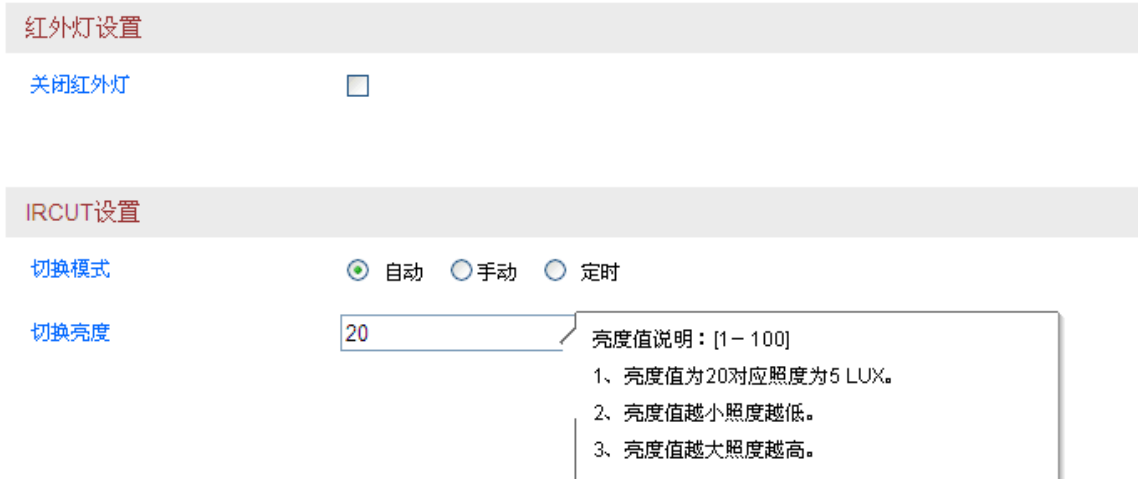 红外灯设置
关闭红外灯
IRCUT设置
切换模式 自动 手动 定时
切换亮度 20
亮度值说明：[1－100]
1、亮度值为20对应照度为5 LUX。
2、亮度值越小照度越低。
3、亮度值越大照度越高。